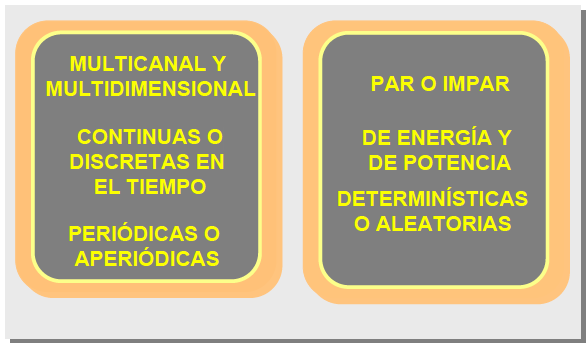 MULTICANAL Y
MULTIDIMENSIONAL
CONTINUAS O
DISCRETAS EN
EL TIEMPO
PERIÓDICAS O
APERIÓDICAS
PAR O IMPAR
DE ENERGÍA Y
DE POTENCIA
DETERMINÍSTICAS
O ALEATORIAS